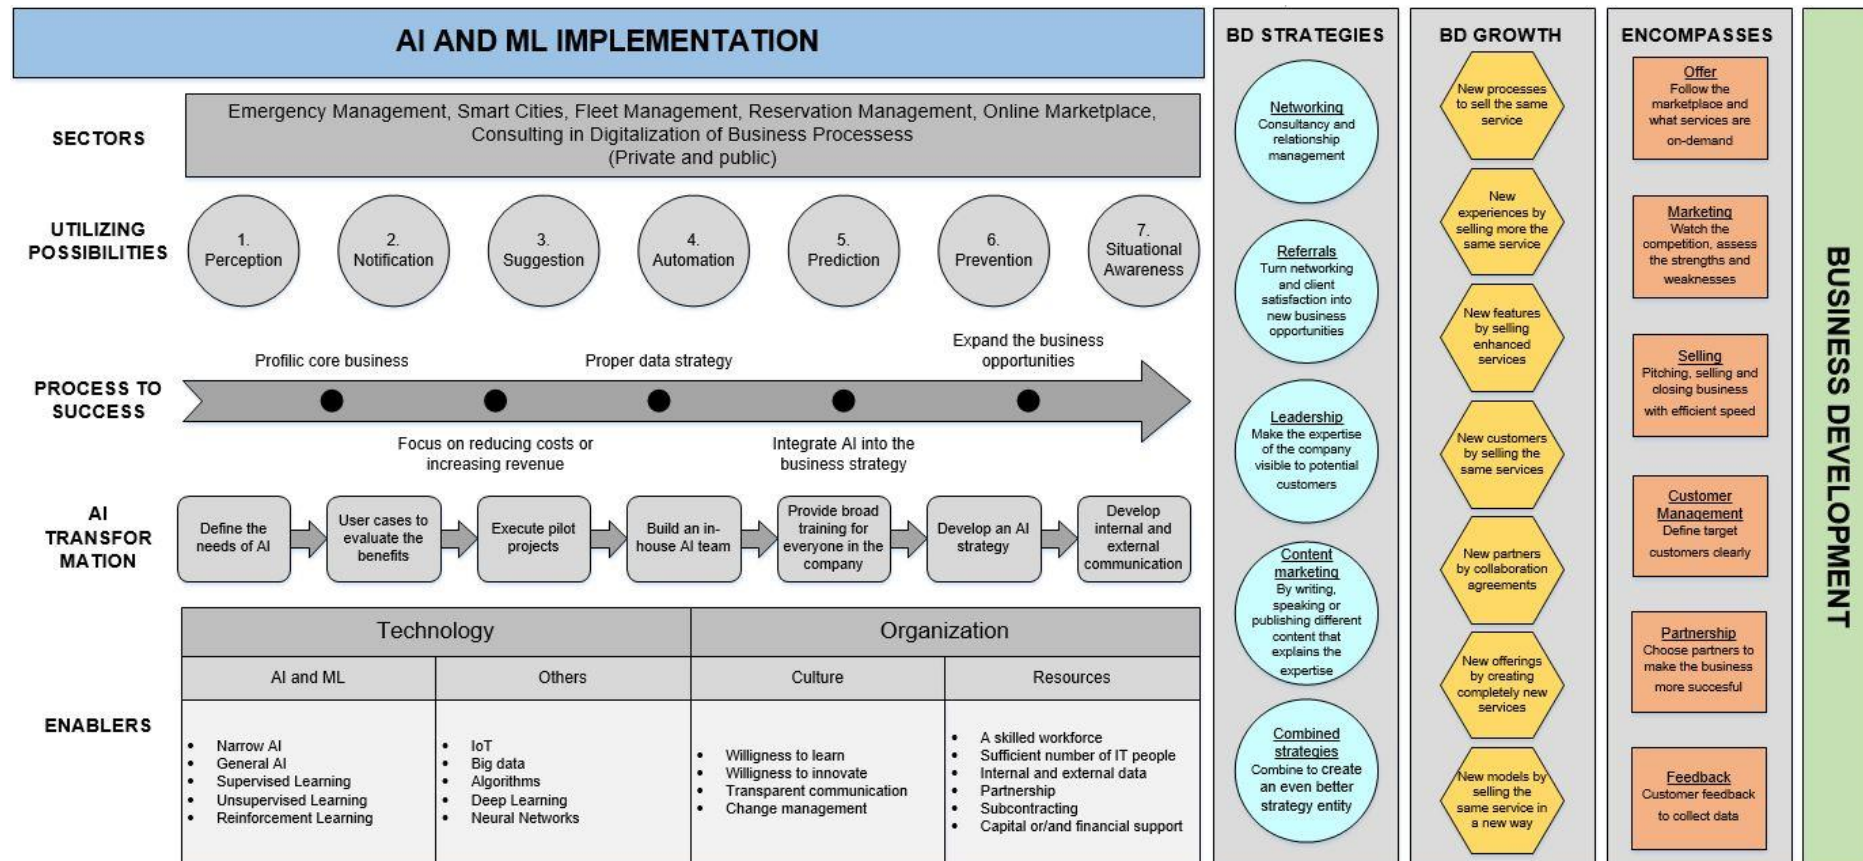 AI AND ML IMPLEMENTATION
SECTORS
Emergency Management, Smart Cities, Fleet Management, Reservation Management, Online Marketplace,
Consulting in Digitalization of Business Processess
(Private and public)
UTILIZING
POSSIBILITIES
1.
Perception
2.
Notification
3.
Suggestion
4.
Automation
5.
Prediction
6.
Prevention
7.
Situational
Awareness
PROCESS TO
SUCCESS
Profilic core business
Focus on reducing costs or
increasing revenue
Proper data strategy
Integrate AI into the
business strategy
Expand the business
opportunities
AI
TRANSFOR
MATION
Define the
needs of AI
User cases to
evaluate the
benefits
Execute pilot
projects
Build an in-
house AI team
Provide broad
training for
everyone in the
company
Develop an AI
strategy
Develop
internal and
external
communication
ENABLERS
Technology
Organization
AI and ML
Others
Culture
Resources
• Narrow AI
• General AI
• Supervised Learning
• Unsupervised Learning
• Reinforcement Learning
• IoT
• Big data
• Algorithms
• Deep Learning
• Neural Networks
• Willigness to learn
• Willigness to innovate
• Transparent communication
• Change management
• A skilled workforce
• Sufficient number of IT people
• Internal and external data
• Partnership
• Subcontracting
• Capital or/and financial support
BD STRATEGIES
Networking
Consultancy and
relationship
management
Referrals
Turn networking
and client
satisfaction into
new business
opportunities
Leadership
Make the expertise
of the company
visible to potential
customers
Content
marketing
By writing,
speaking or
publishing different
content that
explains the
expertise
Combined
strategies
Combine to create
an even better
strategy entity
BD GROWTH
New processes
to sell the same
service
New
experiences by
selling more the
same service
New features
by selling
enhanced
services
New customers
by selling the
same services
New partners
by collaboration
agreements
New offerings
by creating
completely new
services
New models by
selling the
same service in
a new way
ENCOMPASSES
Offer
Follow the
marketplace and
what services are
on-demand
Marketing
Watch the
competition, assess
the strengths and
weaknesses
Selling
Pitching, selling and
closing business
with efficient speed
Customer
Management
Define target
customers clearly
Partnership
Choose partners to
make the business
more succesful
Feedback
Customer feedback
to collect data
BUSINESS DEVELOPMENT